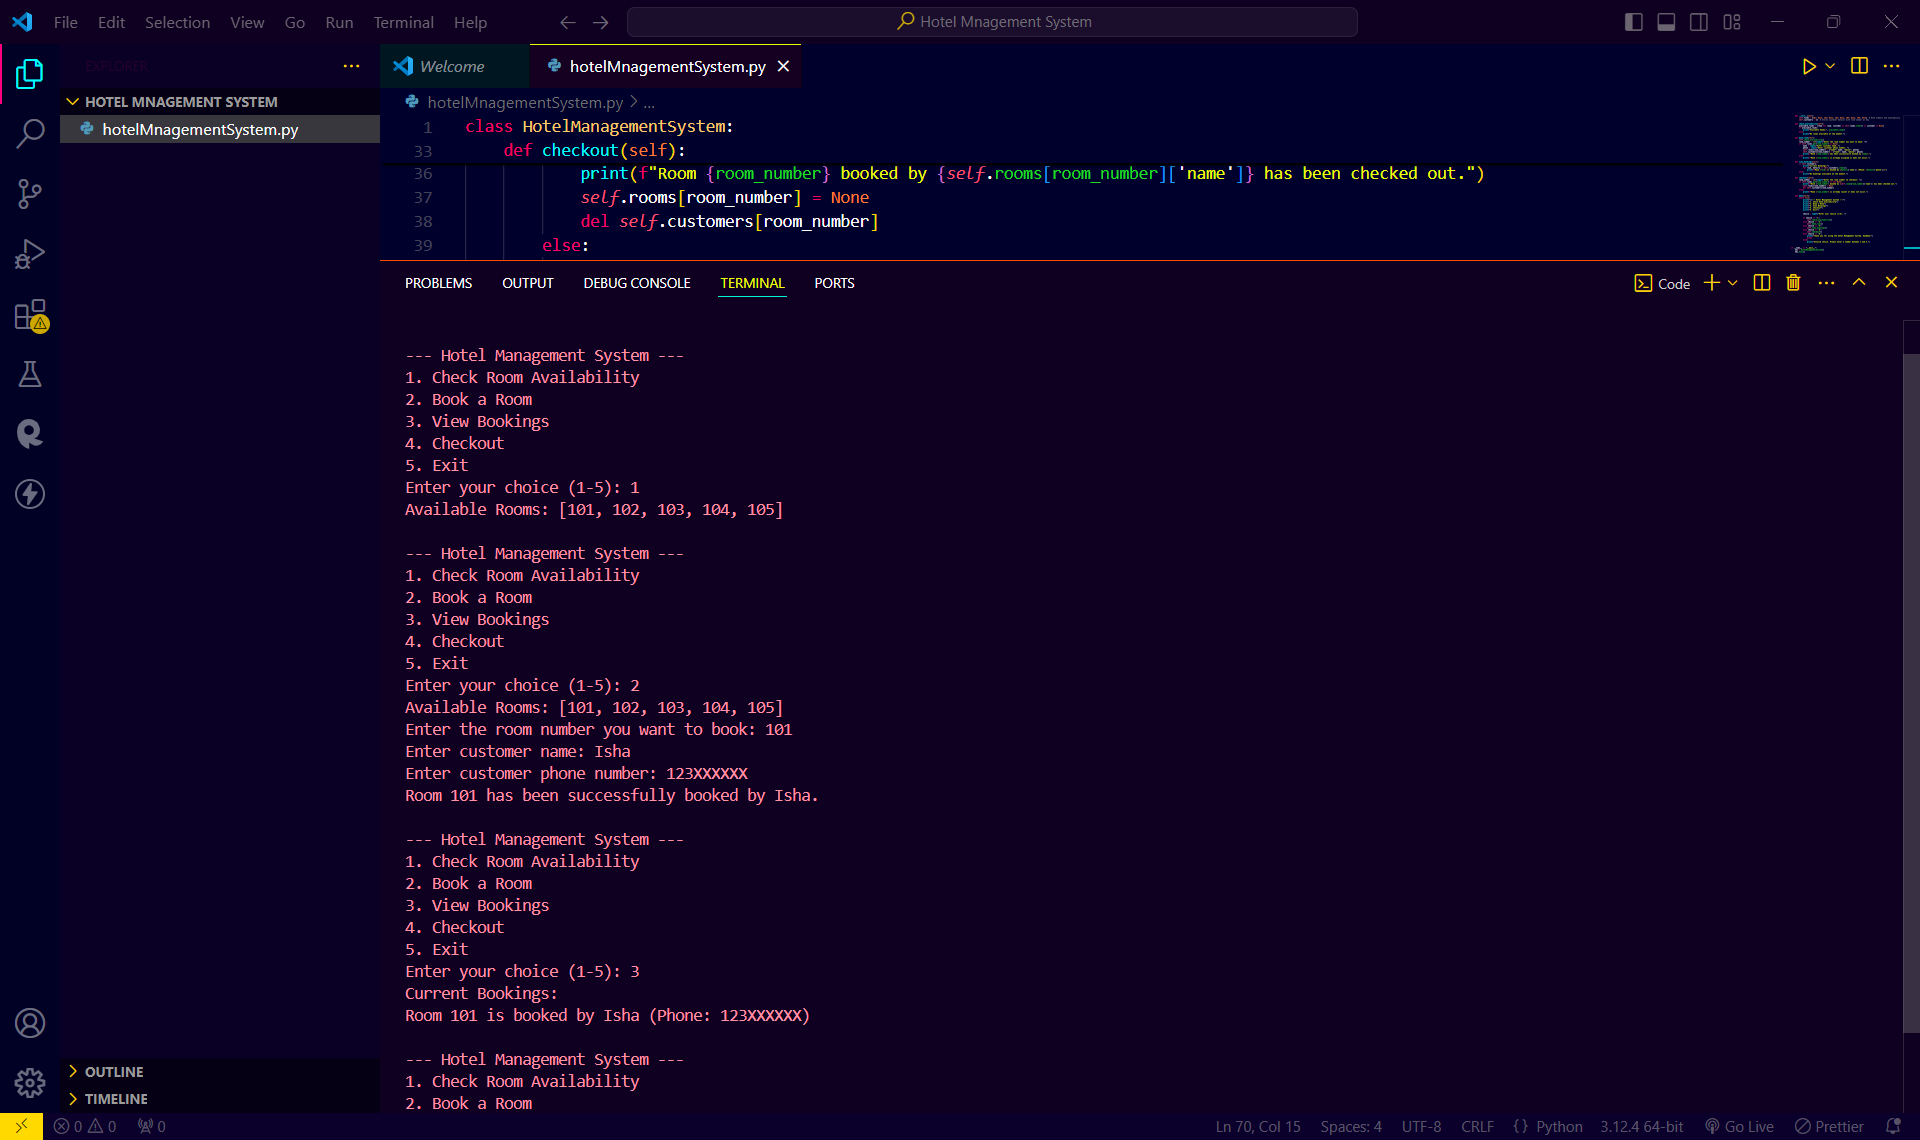 File Edit Selection View Go Run Terminal Help
Hotel Mnagement System
EXPLORER
Welcome
hotelMnagementSystem.py
HOTEL MNAGEMENT SYSTEM
hotelMnagementSystem.py
hotelMnagementSystem.py > ...
1 class HotelManagementSystem:
33 def checkout(self):
36 print(f"Room {room_number} booked by {self.rooms[room_number]['name']} has been checked out.")
37 self.rooms[room_number] = None
38 del self.customers[room_number]
39 else:
PROBLEMS OUTPUT DEBUG CONSOLE TERMINAL PORTS
Code
--- Hotel Management System ---
1. Check Room Availability
2. Book a Room
3. View Bookings
4. Checkout
5. Exit
Enter your choice (1-5): 1
Available Rooms: [101, 102, 103, 104, 105]
--- Hotel Management System ---
1. Check Room Availability
2. Book a Room
3. View Bookings
4. Checkout
5. Exit
Enter your choice (1-5): 2
Available Rooms: [101, 102, 103, 104, 105]
Enter the room number you want to book: 101
Enter customer name: Isha
Enter customer phone number: 123XXXXXX
Room 101 has been successfully booked by Isha.
--- Hotel Management System ---
1. Check Room Availability
2. Book a Room
3. View Bookings
4. Checkout
5. Exit
Enter your choice (1-5): 3
Current Bookings:
Room 101 is booked by Isha (Phone: 123XXXXXX)
--- Hotel Management System ---
1. Check Room Availability
2. Book a Room
OUTLINE
TIMELINE
0 0 0
Ln 70, Col 15 Spaces: 4 UTF-8 CRLF {} Python 3.12.4 64-bit Go Live Prettier